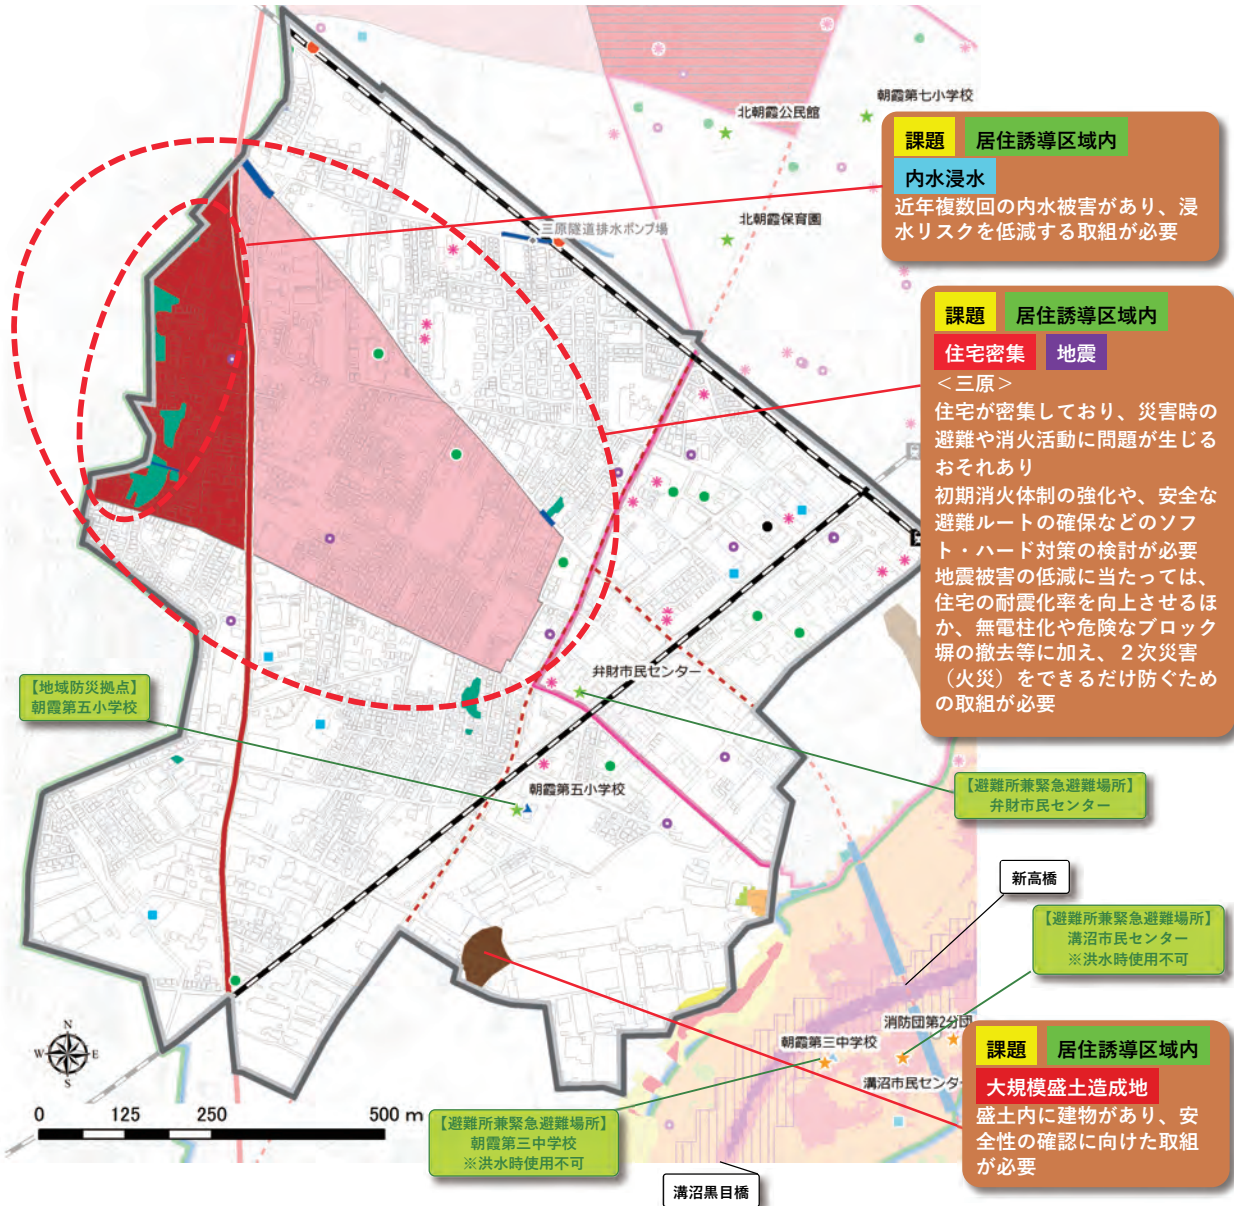 北朝霞公民館
朝霞第七小学校
北朝霞保育園
三原隧道排水ポンプ場
課題
居住誘導区域内
内水浸水
近年複数回の内水被害があり、浸
水リスクを低減する取組が必要
課題
居住誘導区域内
住宅密集
地震
＜三原＞
住宅が密集しており、災害時の
避難や消火活動に問題が生じる
おそれあり
初期消火体制の強化や、安全な
避難ルートの確保などのソフ
ト・ハード対策の検討が必要
地震被害の低減に当たっては、
住宅の耐震化率を向上させるほ
か、無電柱化や危険なブロック
塀の撤去等に加え、２次災害
（火災）をできるだけ防ぐため
の取組が必要
弁財市民センター
【地域防災拠点】
朝霞第五小学校
朝霞第五小学校
【避難所兼緊急避難場所】
弁財市民センター
新高橋
【避難所兼緊急避難場所】
溝沼市民センター
※洪水時使用不可
消防団第2分団
朝霞第三中学校
溝沼市民センター
課題
居住誘導区域内
大規模盛土造成地
盛土内に建物があり、安
全性の確認に向けた取組
が必要
N
W E
S
0 125 250 500 m
【避難所兼緊急避難場所】
朝霞第三中学校
※洪水時使用不可
溝沼黒目橋